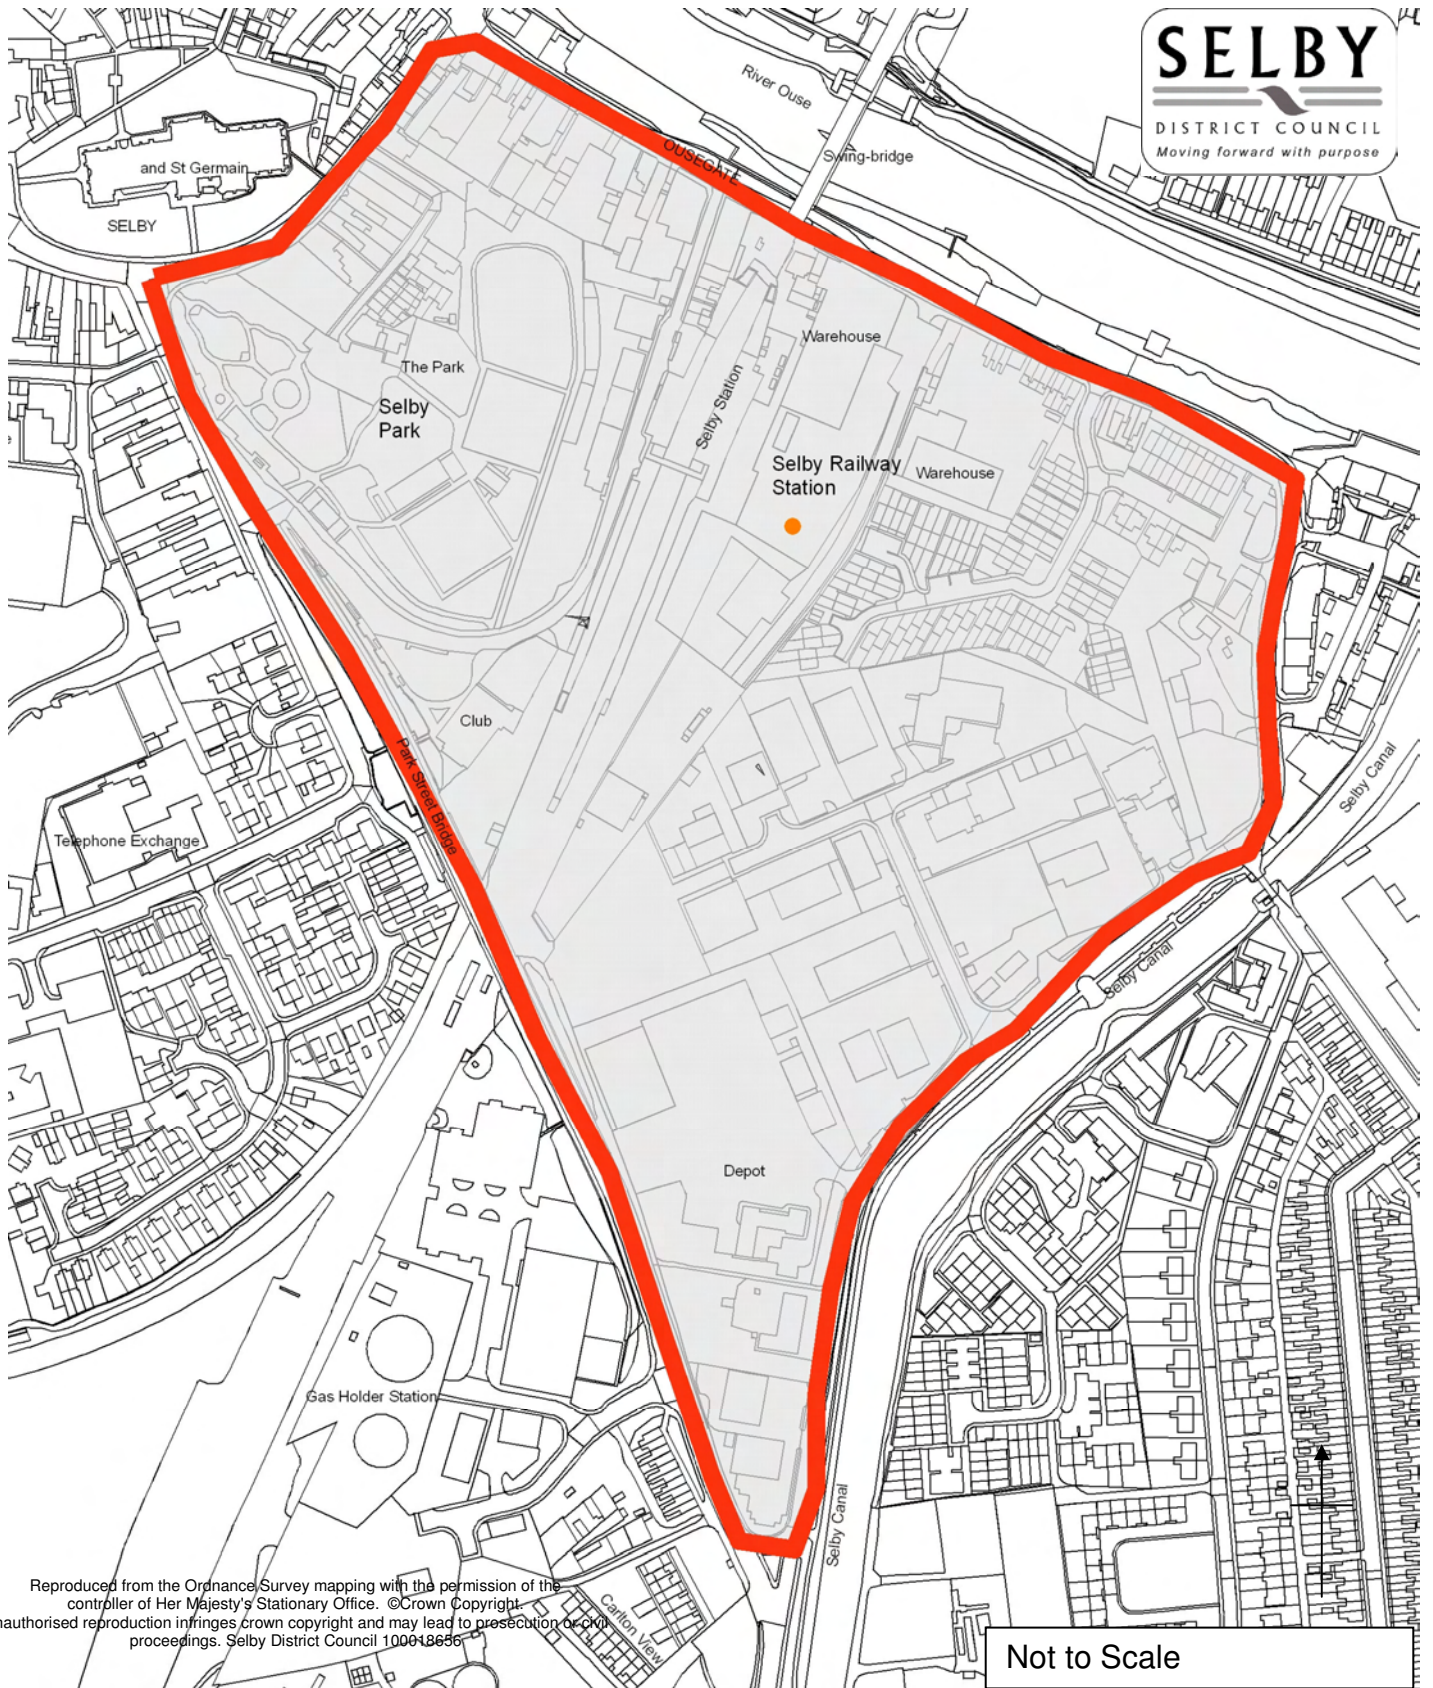 SELBY
DISTRICT COUNCIL
Moving forward with purpose
River Ouse
OUSEGATE
Swing-bridge
and St Germain
SELBY
Warehouse
The Park
Selby
Park
Selby Station
Selby Railway
Station
Warehouse
Club
Park Street Bridge
Selby Canal
Telephone Exchange
Selby Canal
Depot
Gas Holder Station
Selby Canal
Carlton View
Reproduced from the Ordnance Survey mapping with the permission of the
controller of Her Majesty's Stationary Office. ©Crown Copyright.
nauthorised reproduction infringes crown copyright and may lead to prosecution or civil
proceedings. Selby District Council 100018656
Not to Scale